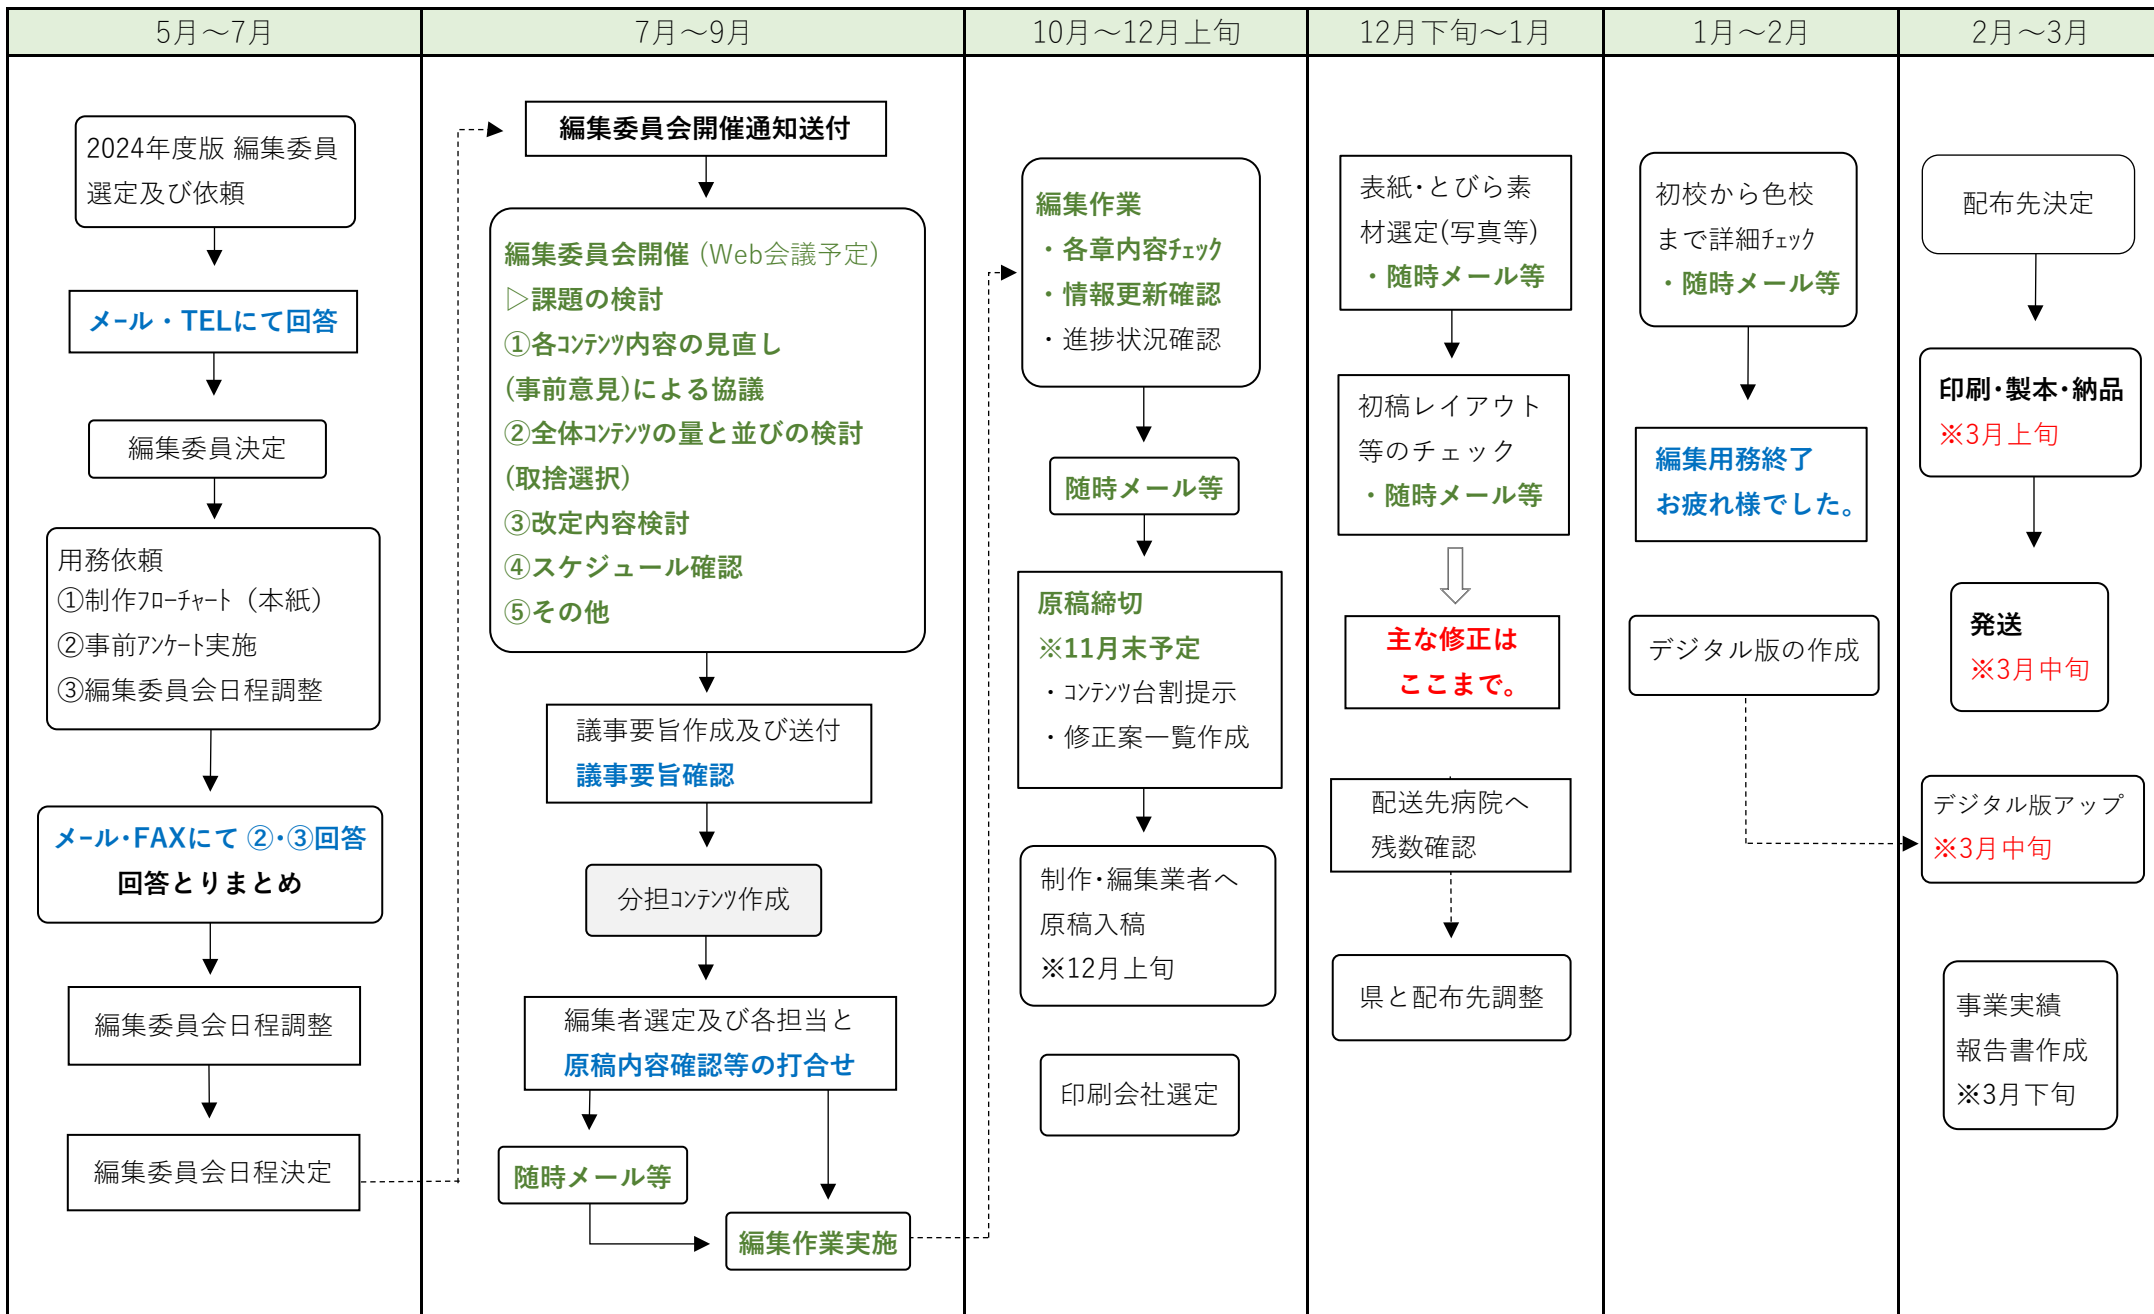 5月～7月
7月～9月
10月～12月上旬
12月下旬～1月
1月～2月
2月～3月
2024年度版 編集委員
選定及び依頼
メール・TELにて回答
編集委員決定
用務依頼
①制作ﾌﾛｰﾁｬｰﾄ（本紙）
②事前ｱﾝｹｰﾄ実施
③編集委員会日程調整
メール・FAXにて ②・③回答
回答とりまとめ
編集委員会日程調整
編集委員会日程決定
編集委員会開催通知送付
編集委員会開催（Web会議予定）
▷課題の検討
①各ｺﾝﾃﾝﾂ内容の見直し
(事前意見)による協議
②全体ｺﾝﾃﾝﾂの量と並びの検討
(取捨選択)
③改定内容検討
④スケジュール確認
⑤その他
議事要旨作成及び送付
議事要旨確認
分担ｺﾝﾃﾝﾂ作成
編集者選定及び各担当と
原稿内容確認等の打合せ
随時メール等
編集作業実施
編集作業
・各章内容ﾁｪｯｸ
・情報更新確認
・進捗状況確認
随時メール等
原稿締切
※11月末予定
・ｺﾝﾃﾝﾂ台割提示
・修正案一覧作成
制作・編集業者へ
原稿入稿
※12月上旬
印刷会社選定
表紙・とびら素
材選定(写真等)
・随時メール等
初稿レイアウト
等のチェック
・随時メール等
主な修正は
ここまで。
配送先病院へ
残数確認
県と配布先調整
初校から色校
まで詳細ﾁｪｯｸ
・随時メール等
編集用務終了
お疲れ様でした。
デジタル版の作成
配布先決定
印刷・製本・納品
※3月上旬
発送
※3月中旬
デジタル版アップ
※3月中旬
事業実績
報告書作成
※3月下旬